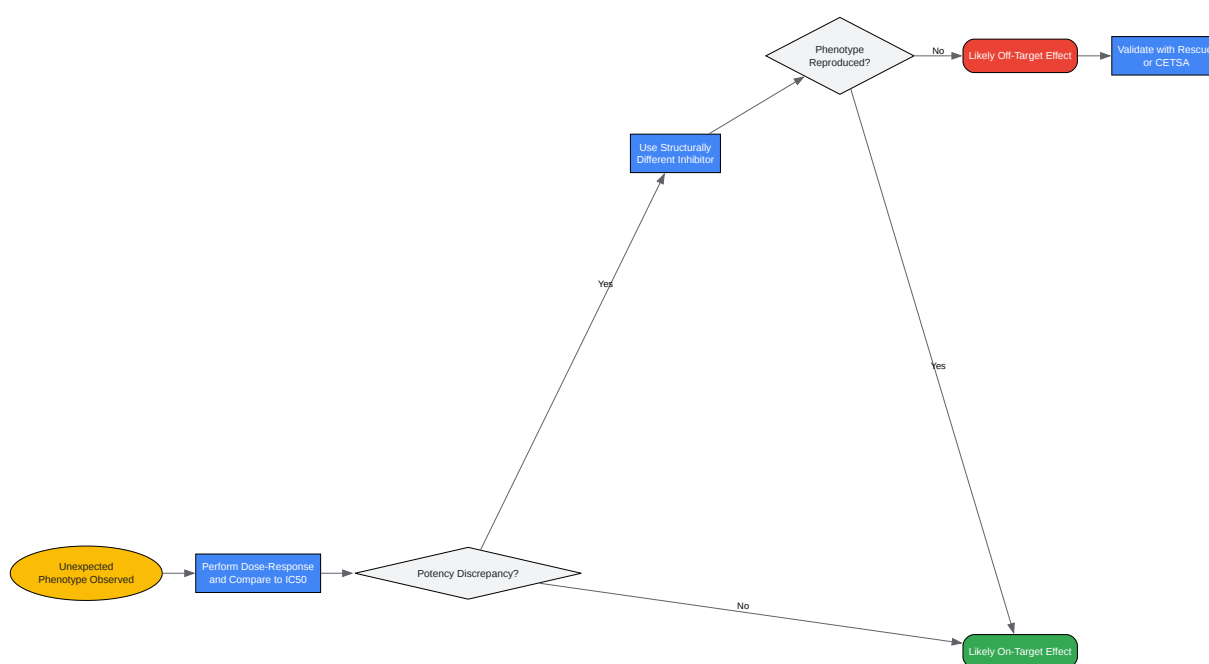 Phenotype
Reproduced?
No
Likely Off-Target Effect
Validate with Rescue
or CETSA
Use Structurally
Different Inhibitor
Yes
Yes
Unexpected
Phenotype Observed
Perform Dose-Response
and Compare to IC50
Potency Discrepancy?
No
Likely On-Target Effect